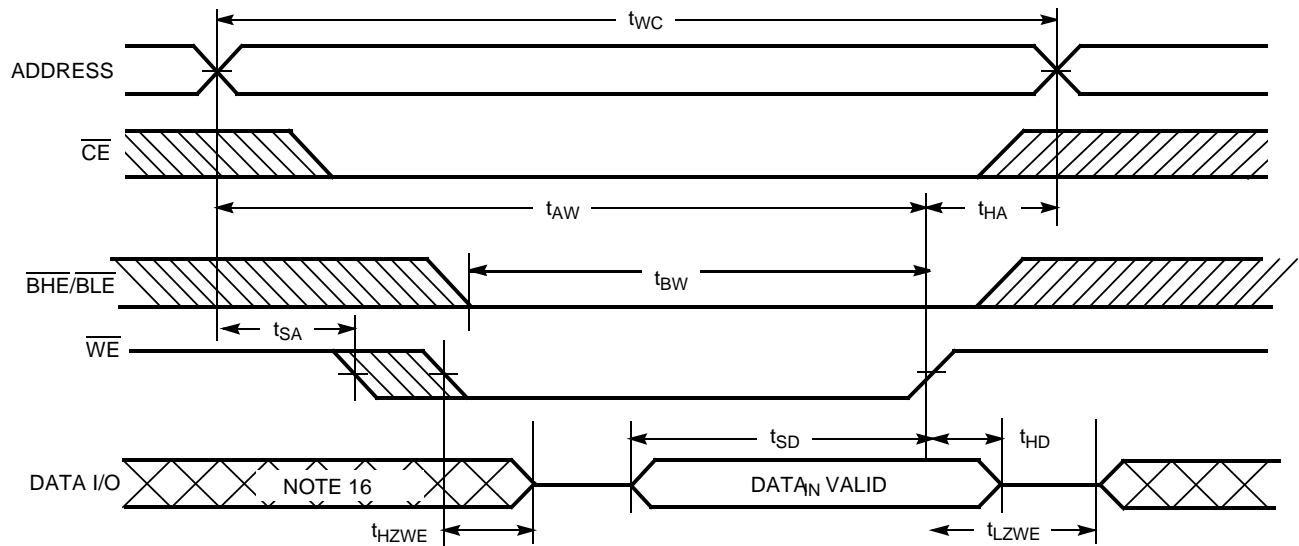 tWC
ADDRESS
CE
tAW
tHA
BHE/BLE
tBW
tSA
WE
tSD
tHD
DATA I/O
NOTE 16
DATAIN VALID
tHZWE
tLZWE